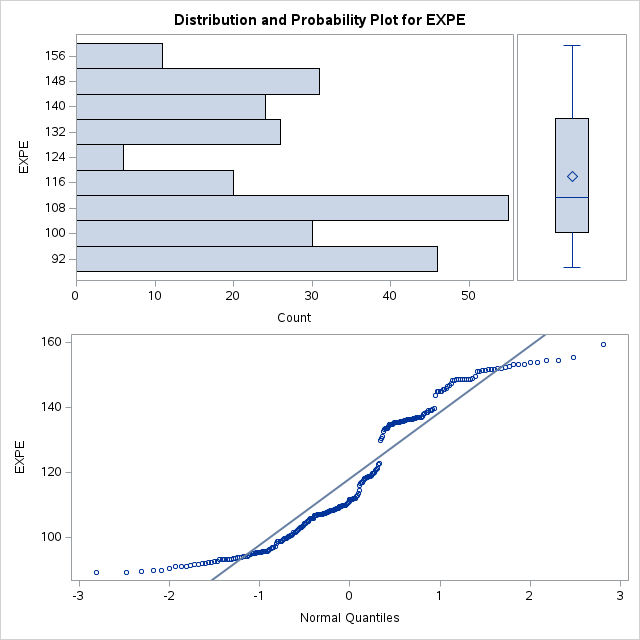 Distribution and Probability Plot for EXPE
156
148
140
132
124
116
108
100
92
EXPE
0 10 20 30 40 50
Count
160
140
120
100
EXPE
-3 -2 -1 0 1 2 3
Normal Quantiles